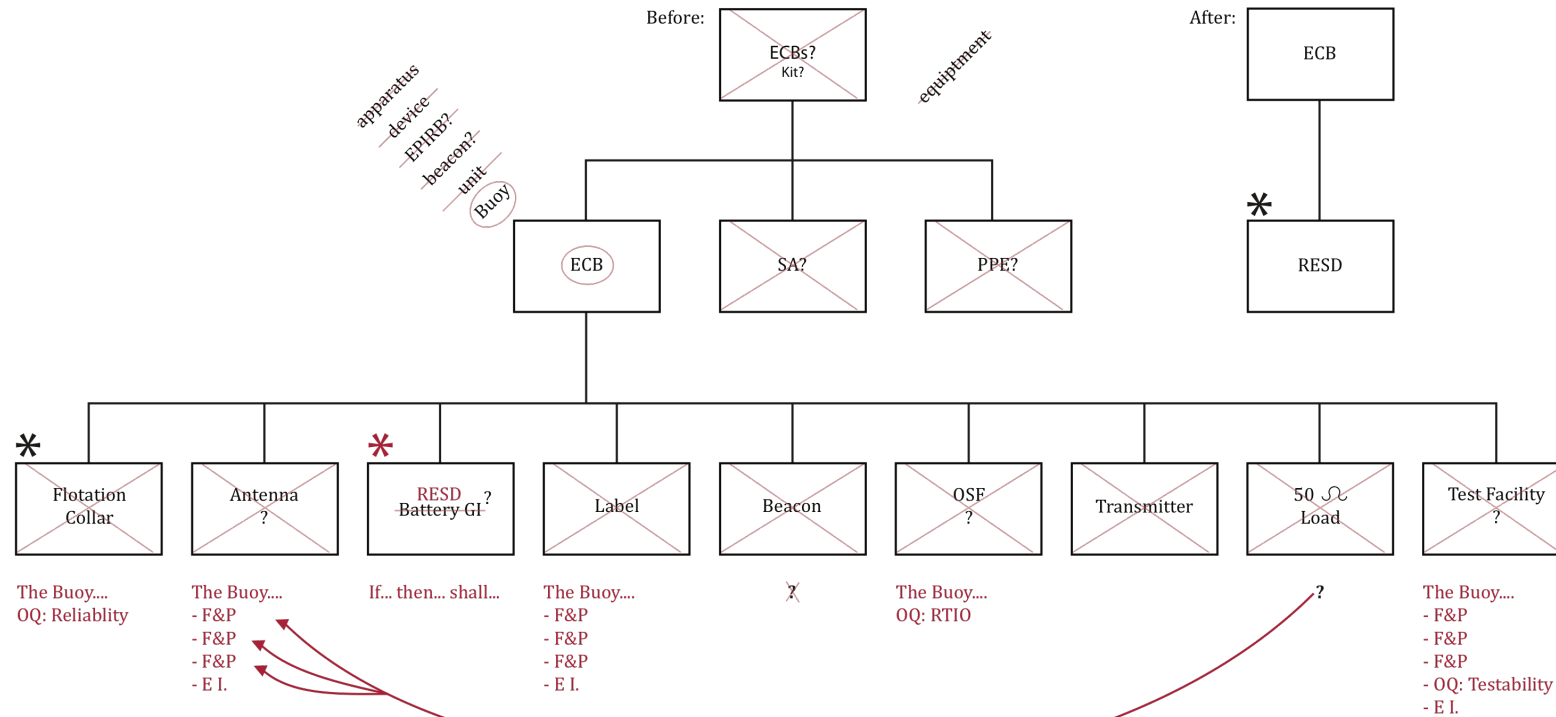 Before:
ECBs?
Kit?
equiptment
After:
ECB
apparatus
device
EPIRB?
beacon?
unit
Buoy
ECB
SA?
PPE?
*
RESD
*
Flotation
Collar
Antenna
?
*
RESD
Battery GI ?
Label
Beacon
OSF
?
Transmitter
50 Ω
Load
Test Facility
?
The Buoy....
OQ: Reliablity
The Buoy....
- F&P
- F&P
- F&P
- E I.
If... then... shall...
The Buoy....
- F&P
- F&P
- F&P
- E I.
?
The Buoy....
OQ: RTIO
?
The Buoy....
- F&P
- F&P
- F&P
- OQ: Testability
- E I.